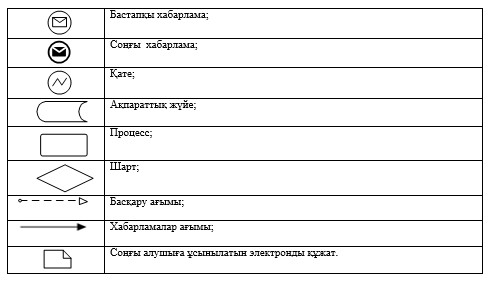 Бастапқы хабарлама;
Соңғы хабарлама;
Қате;
Ақпараттық жүйе;
Процесс;
Шарт;
Басқару ағымы;
Хабарламалар ағымы;
Соңғы алушыға ұсынылатын электронды құжат.